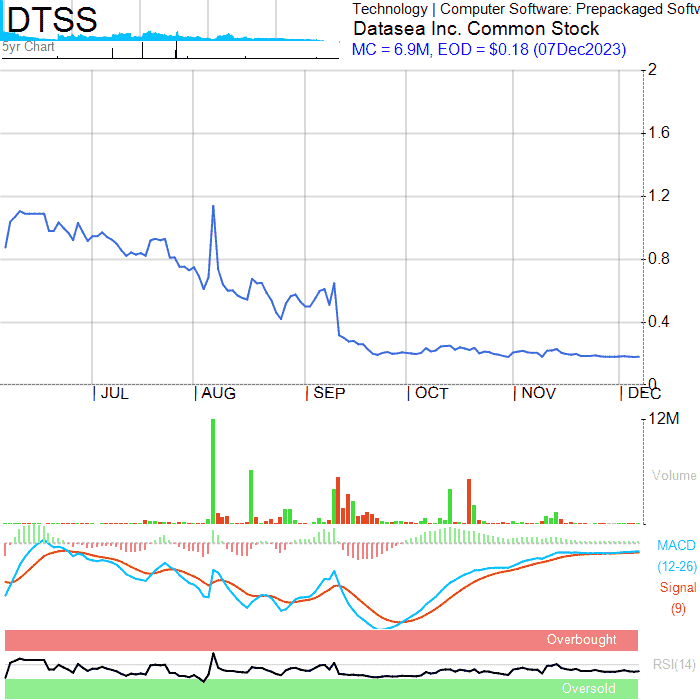 DTSS
5yr Chart
Technology | Computer Software: Prepackaged Softw
Datasea Inc. Common Stock
MC = 6.9M, EOD = $0.18 (07Dec2023)
2
1.6
1.2
0.8
0.4
0
JUL
AUG
SEP
OCT
NOV
DEC
12M
Volume
MACD
(12-26)
Signal
(9)
Overbought
RSI(14)
Oversold